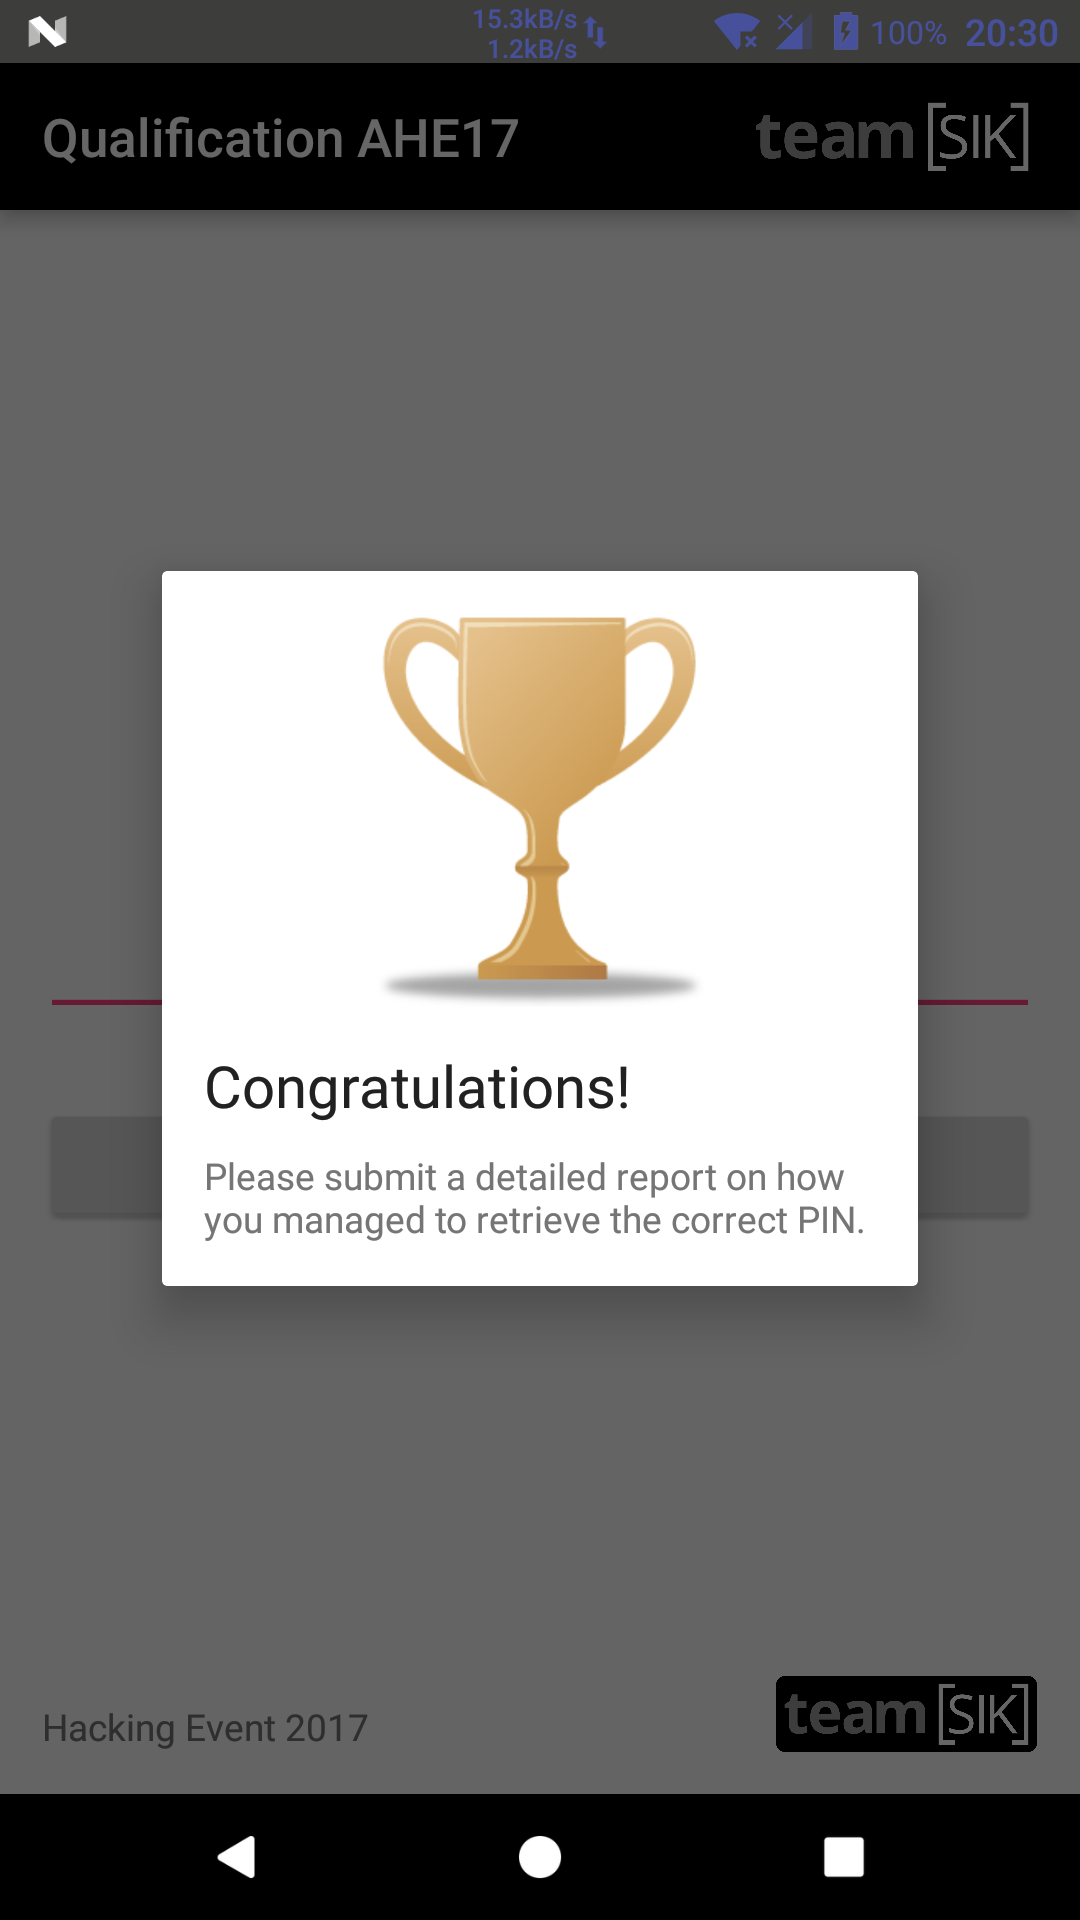 15.3kB/s
1.2kB/s
100% 20:30
Qualification AHE17
team [SIK]
Congratulations!
Please submit a detailed report on how
you managed to retrieve the correct PIN.
Hacking Event 2017
team [SIK]